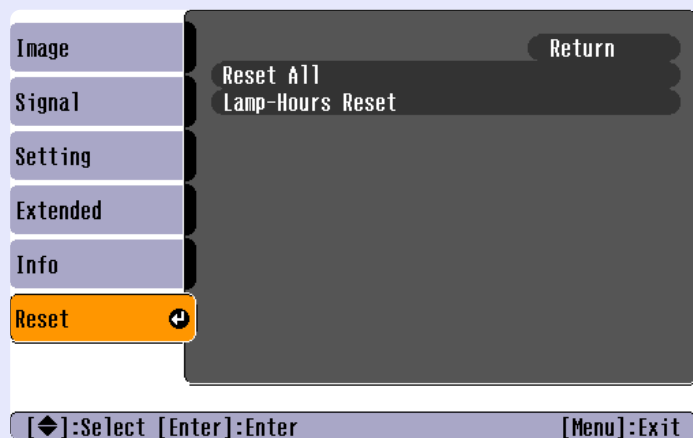 Image
Signal
Setting
Extended
Info
Reset
Return
Reset All
Lamp-Hours Reset
[◆]:Select [Enter]:Enter
[Menu]:Exit